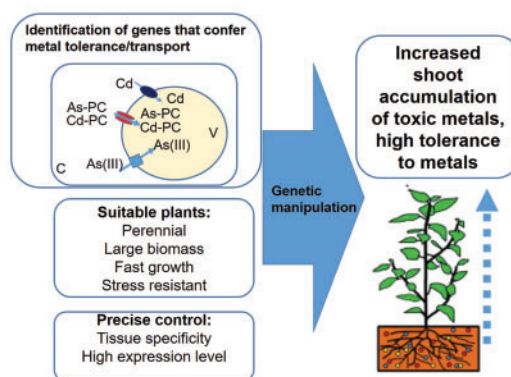 Identification of genes that confer
metal tolerance/transport
Cd
Cd
As-PC
As-PC
Cd-PC
Cd-PC
V
As(III)
C
As(III)
Suitable plants:
Perennial
Large biomass
Fast growth
Stress resistant
Precise control:
Tissue specificity
High expression level
Genetic
manipulation
Increased
shoot
accumulation
of toxic metals,
high tolerance
to metals